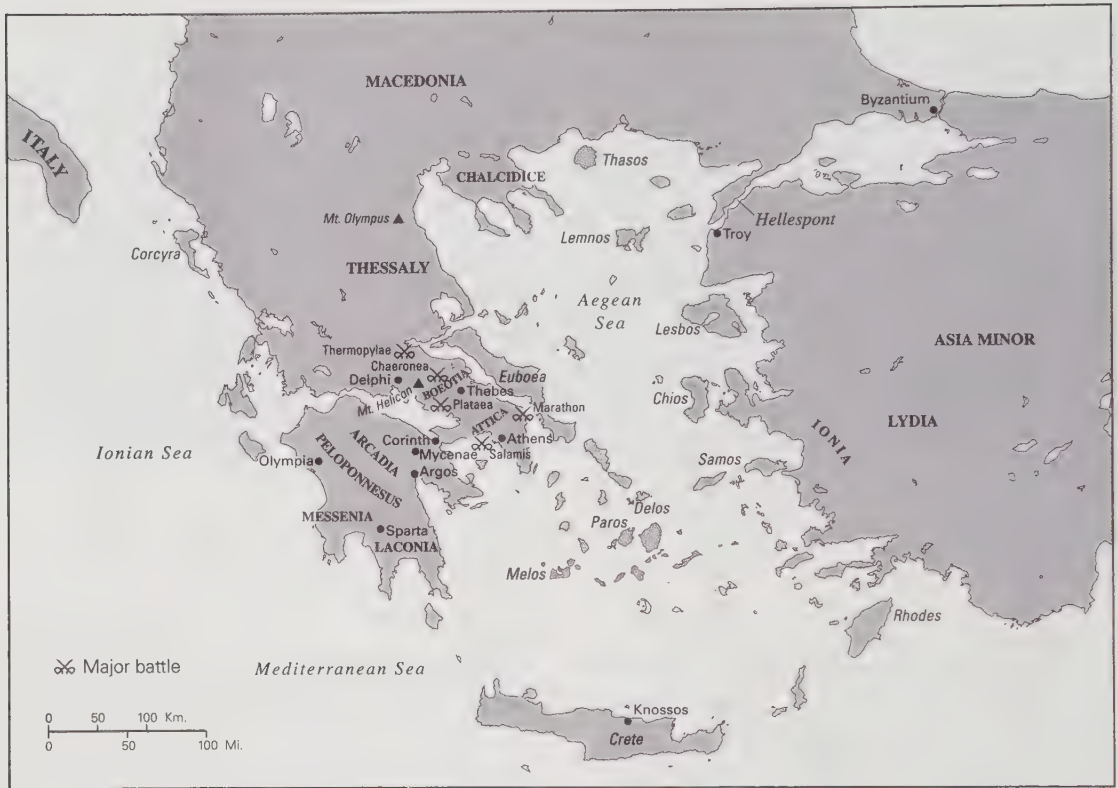 MACEDONIA
Byzantium
ITALY
Thasos
CHALCIDICE
Mt. Olympus
Hellespont
Troy
Lemnos
Corcyra
THESSALY
Aegean
Sea
Lesbos
ASIA MINOR
Thermopylae
Chaeronea
Delphi
BOEOTIA
Euboea
Thebes
Mt. Helicon
Plataea
Chios
Marathon
ATTICA
LYDIA
IONIA
Corinth
Athens
ARCADIA
Mycenae
Salamis
Ionian Sea
Olympia
PELOPONNESUS
Argos
Samos
Delos
Paros
MESSENIA
Sparta
LACONIA
Melos
Rhodes
Major battle
Mediterranean Sea
0 50 100 Km.
0 50 100 Mi.
Knossos
Crete